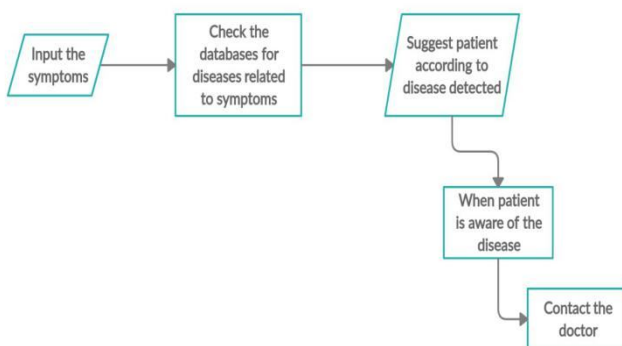 Input the
symptoms
Check the
databases for
diseases related
to symptoms
Suggest patient
according to
disease detected
When patient
is aware of the
disease
Contact the
doctor